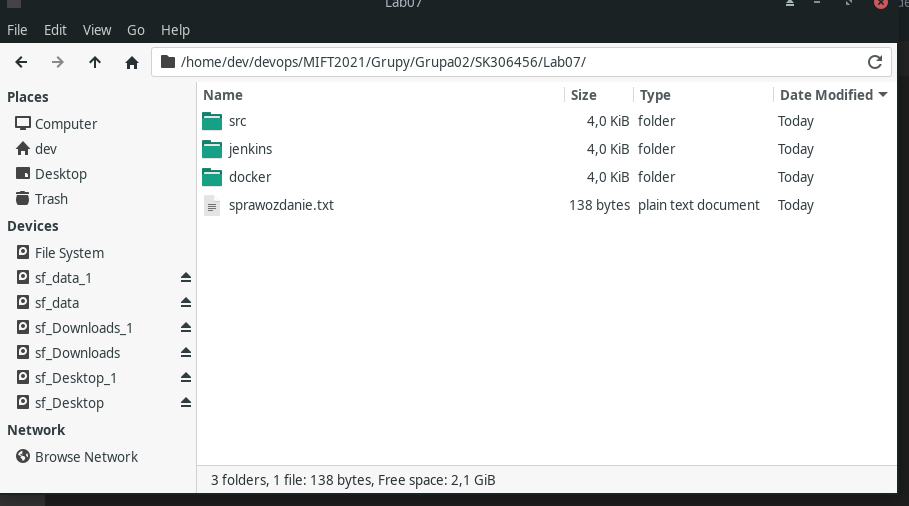 Lab07
File Edit View Go Help
/home/dev/devops/MIFT2021/Grupy/Grupa02/SK306456/Lab07/
Places
Computer
dev
Desktop
Trash
Devices
File System
sf_data_1
sf_data
sf_Downloads_1
sf_Downloads
sf_Desktop_1
sf_Desktop
Network
Browse Network
Name Size Type Date Modified
src 4,0 KiB folder Today
jenkins 4,0 KiB folder Today
docker 4,0 KiB folder Today
sprawozdanie.txt 138 bytes plain text document Today
3 folders, 1 file: 138 bytes, Free space: 2,1 GiB